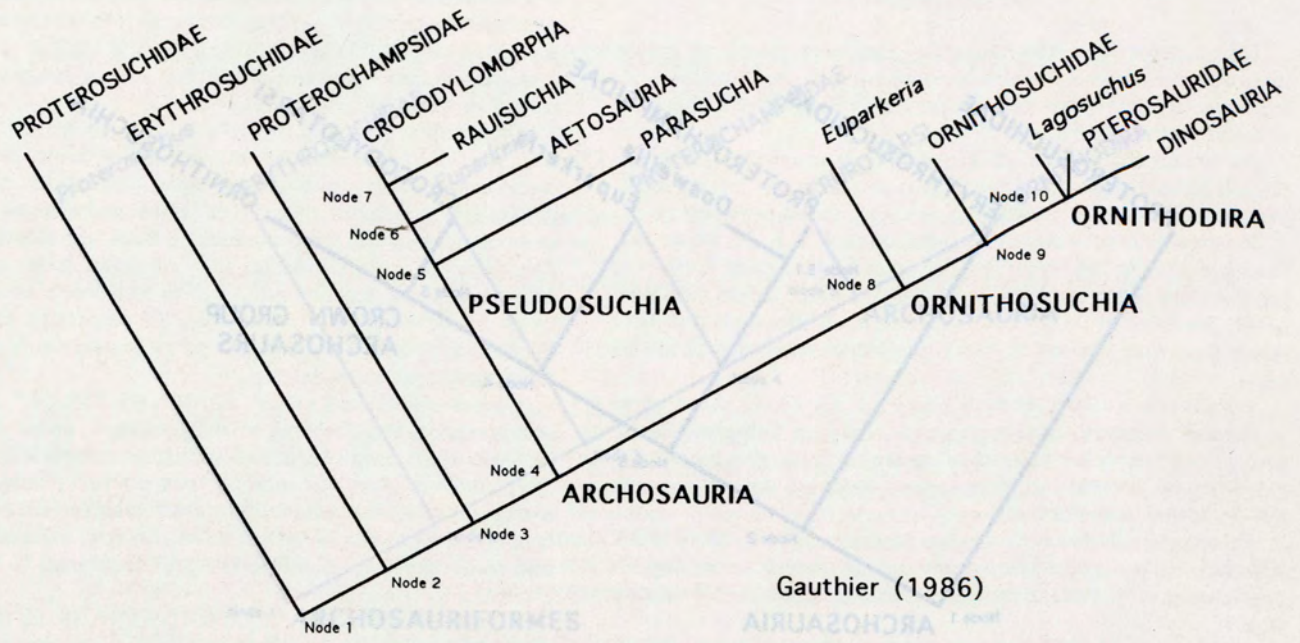 PROTEROSUCHIDAE
ERYTHROSUCHIDAE
PROTEROCHAMPSIDAE
CROCODYLOMORPHA
RAUISUCHIA
AETOSAURIA
PARASUCHIA
Euparkeria
ORNITHOSUCHIDAE
Lagosuchus
PTEROSAURIDAE
DINOSAURIA
Node 7
Node 10
Node 6
ORNITHODIRA
Node 9
Node 5
Node 8
PSEUDOSUCHIA
ORNITHOSUCHIA
Node 4
ARCHOSAURIA
Node 3
Node 2
Gauthier (1986)
Node 1